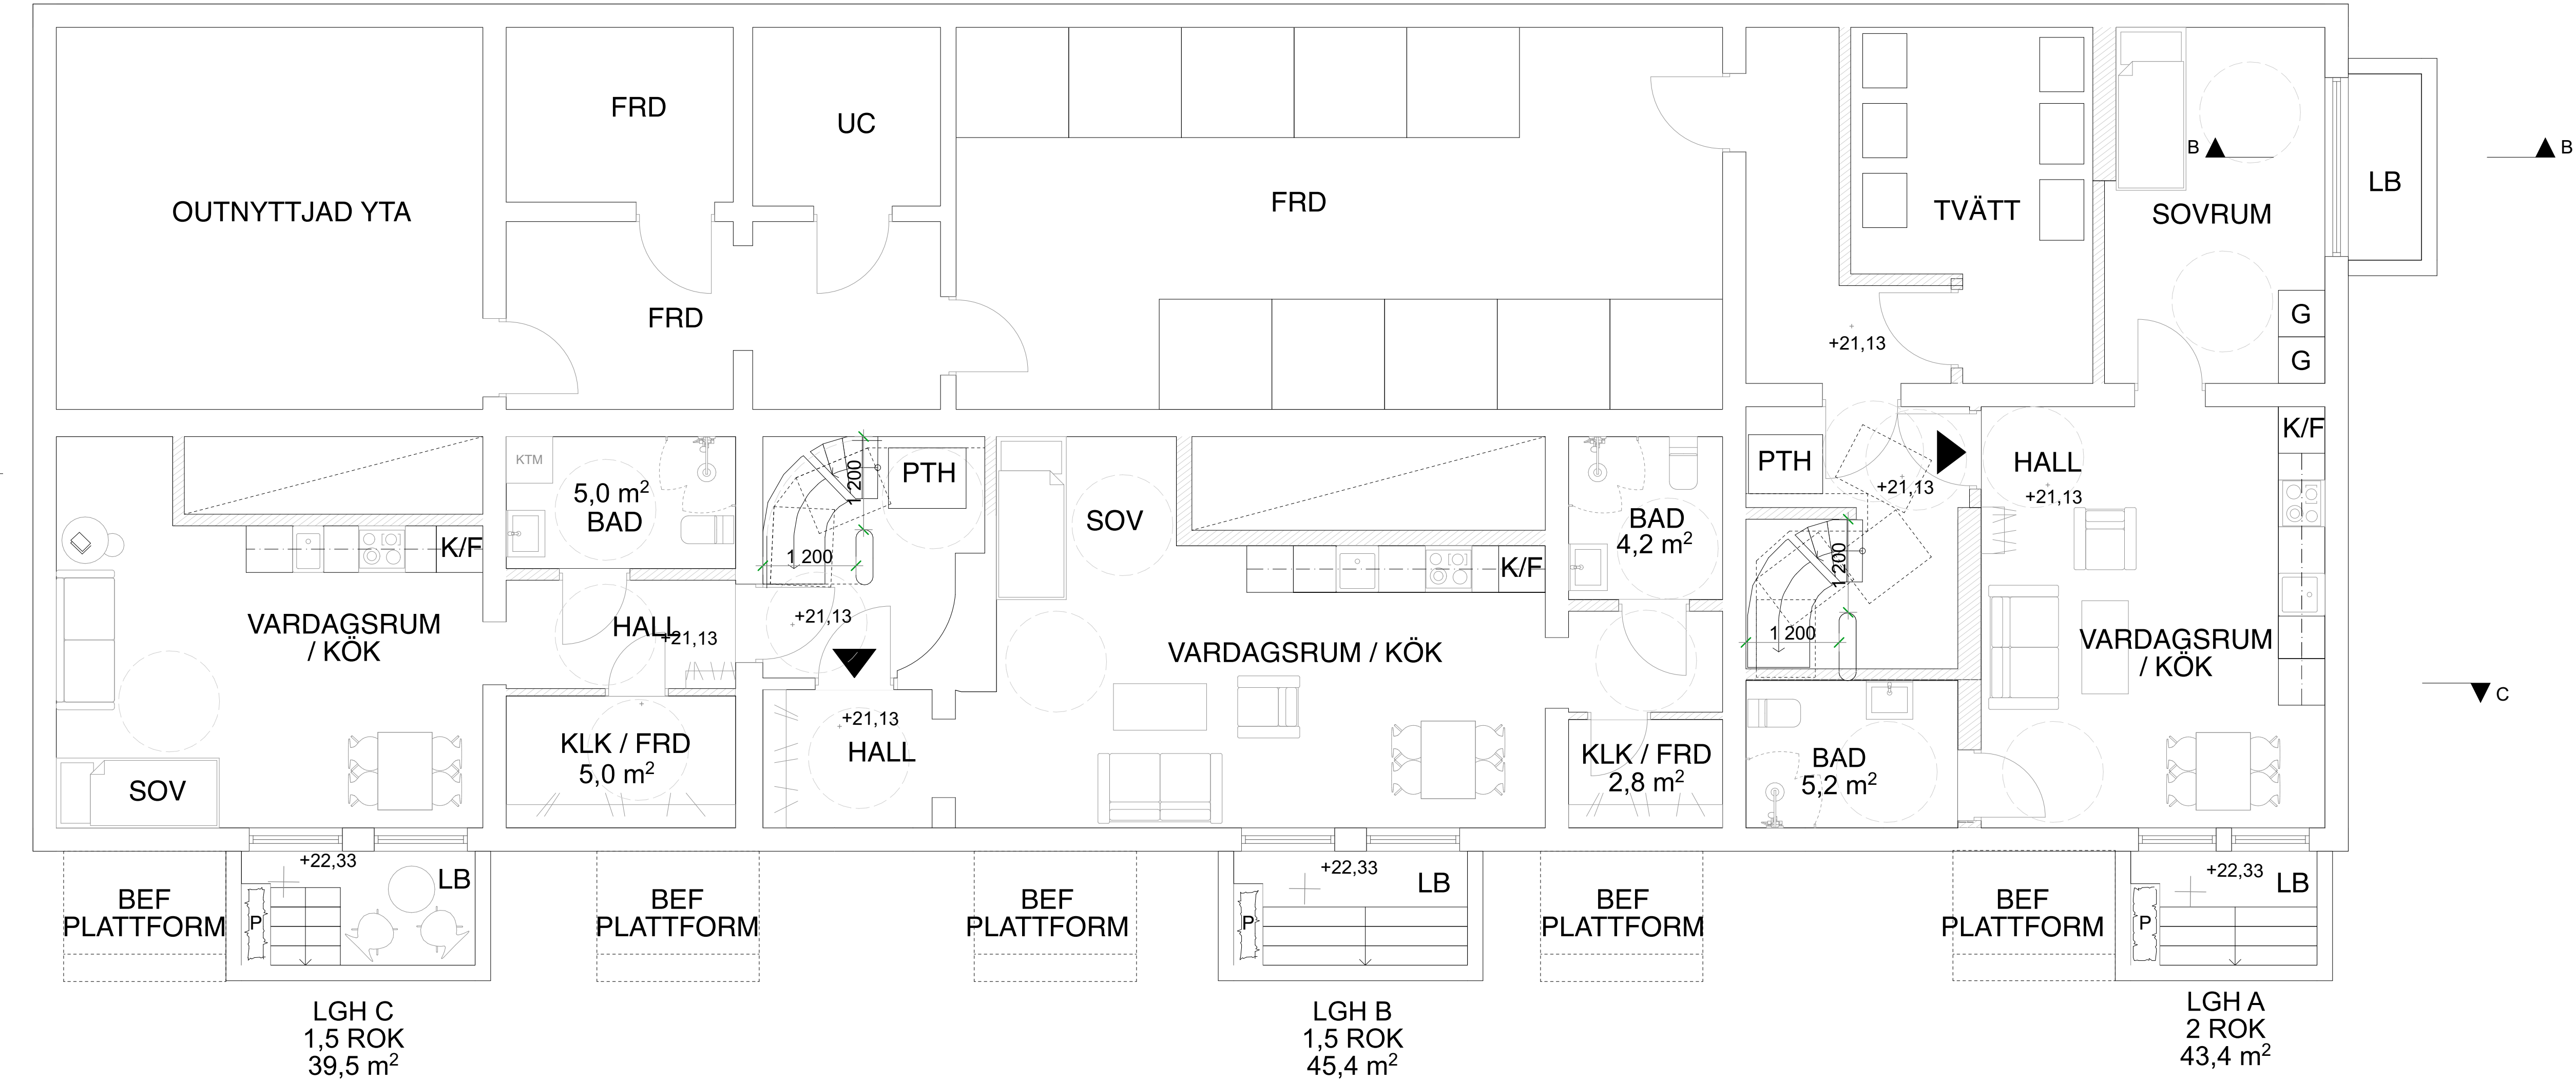 FRD
UC
B
B
LB
OUTNYTTJAD YTA
FRD
TVÄTT
SOVRUM
FRD
+21,13
G
G
K/F
KTM
5,0 m²
BAD
1 200
PTH
SOV
BAD
4,2 m²
PTH
+21,13
HALL
+21,13
K/F
1 200
K/F
1 200
VARDAGSRUM
/ KÖK
HALL
+21,13
+21,13
VARDAGSRUM / KÖK
1 200
VARDAGSRUM
/ KÖK
C
SOV
KLK / FRD
5,0 m²
+21,13
HALL
KLK / FRD
2,8 m²
BAD
5,2 m²
BEF
PLATTFORM
+22,33
LB
P
BEF
PLATTFORM
BEF
PLATTFORM
+22,33
LB
P
BEF
PLATTFORM
BEF
PLATTFORM
+22,33
LB
P
LGH C
1,5 ROK
39,5 m²
LGH B
1,5 ROK
45,4 m²
LGH A
2 ROK
43,4 m²